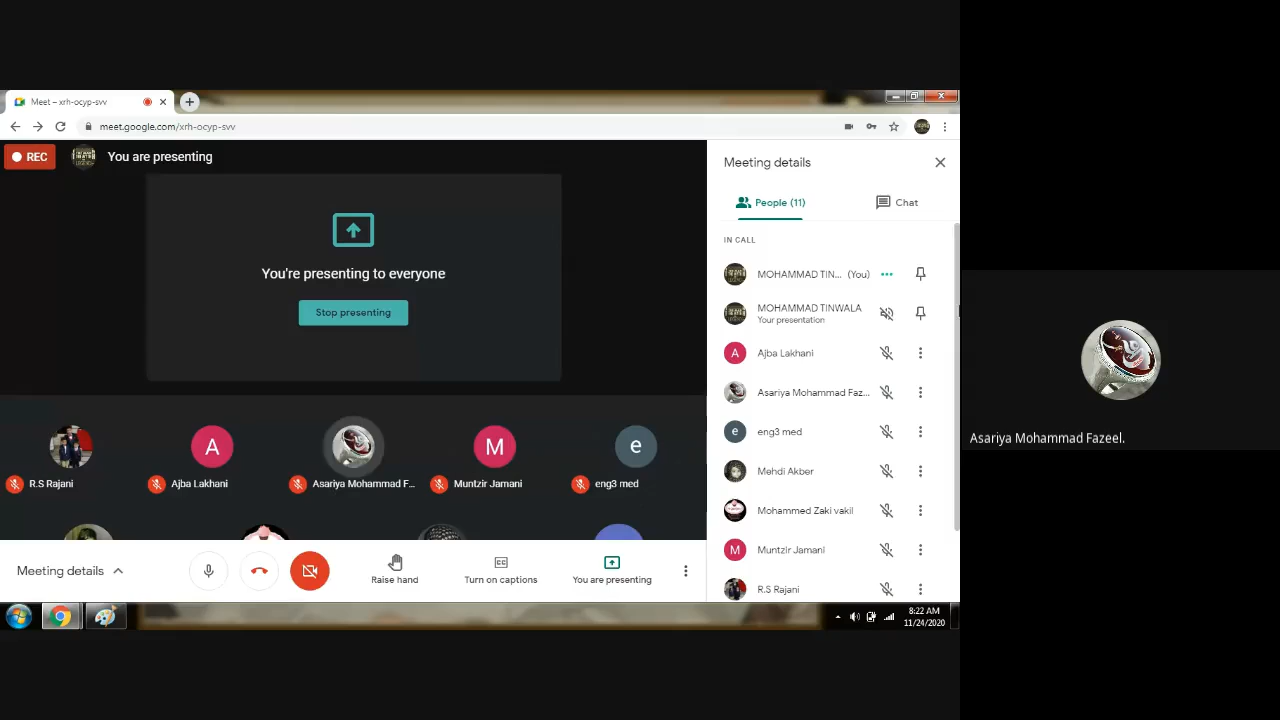 Meet – xrh-ocyp-svv
meet.google.com/xrh-ocyp-svv
REC
You are presenting
You're presenting to everyone
Stop presenting
R.S Rajani
Ajba Lakhani
Asariya Mohammad F...
Muntzir Jamani
eng3 med
A
M
e
Meeting details
Raise hand
Turn on captions
You are presenting
Meeting details
People (11)
Chat
IN CALL
MOHAMMAD TIN... (You)
MOHAMMAD TINWALA
Your presentation
A
Ajba Lakhani
Asariya Mohammad Faz...
e
eng3 med
Mehdi Akber
Mohammed Zaki vakil
M
Muntzir Jamani
R.S Rajani
8:22 AM
11/24/2020
Asariya Mohammad Fazeel.